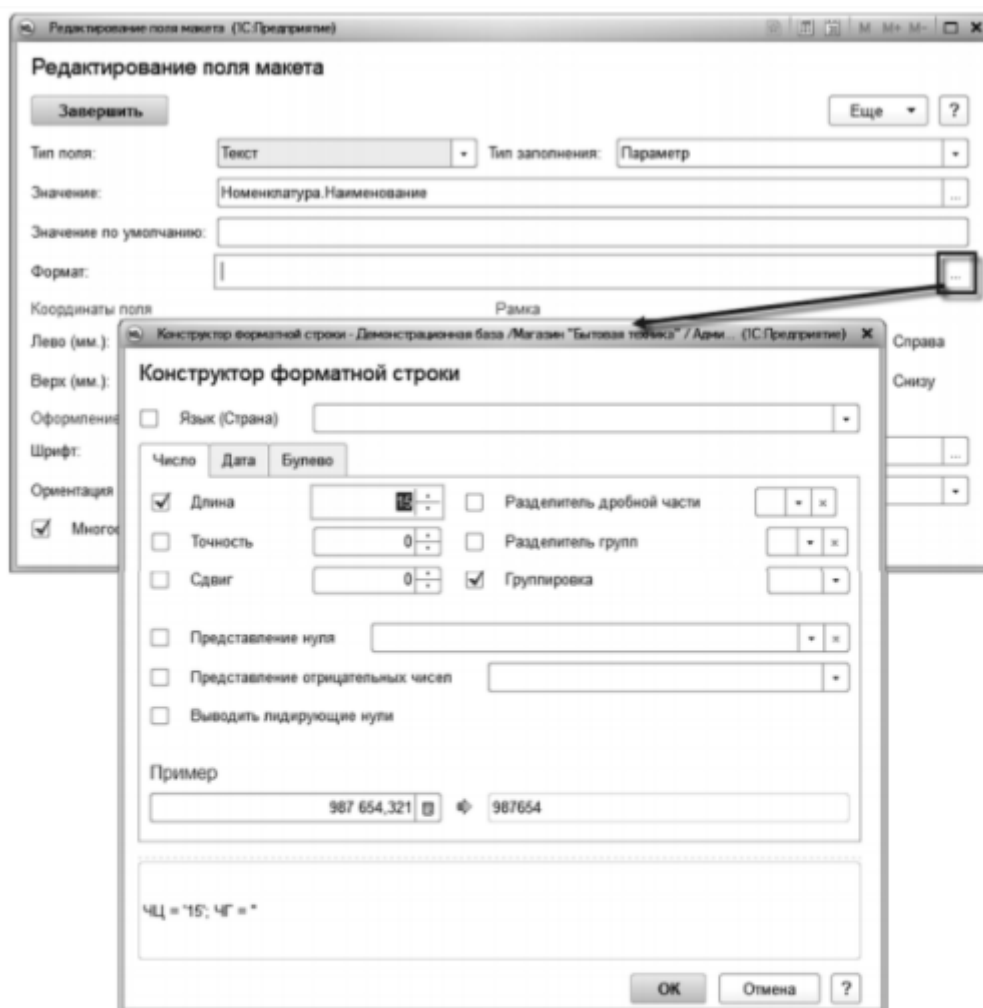 Редактирование поля макета (1С:Предприятие)
M M+ M-
Редактирование поля макета
Завершить
Еще
?
Тип поля: Текст Тип заполнения: Параметр
Значение: Номенклатура.Наименование ...
Значение по умолчанию:
Формат: ...
Координаты поля Рамка
Лево (мм.): Справа
Верх (мм.): Снизу
Оформление
Шрифт: ...
Ориентация
Конструктор форматной строки - Демонстрационная база /Магазин "Бытовая техника" / Адми... (1С:Предприятие)
Конструктор форматной строки
Язык (Страна)
Число Дата Булево
Длина 15 Разделитель дробной части
Точность 0 Разделитель групп
Сдвиг 0 Группировка
Представление нуля
Представление отрицательных чисел
Выводить лидирующие нули
Пример
987 654,321 987654
ЧЦ = '15'; ЧГ = ''
ОК Отмена ?